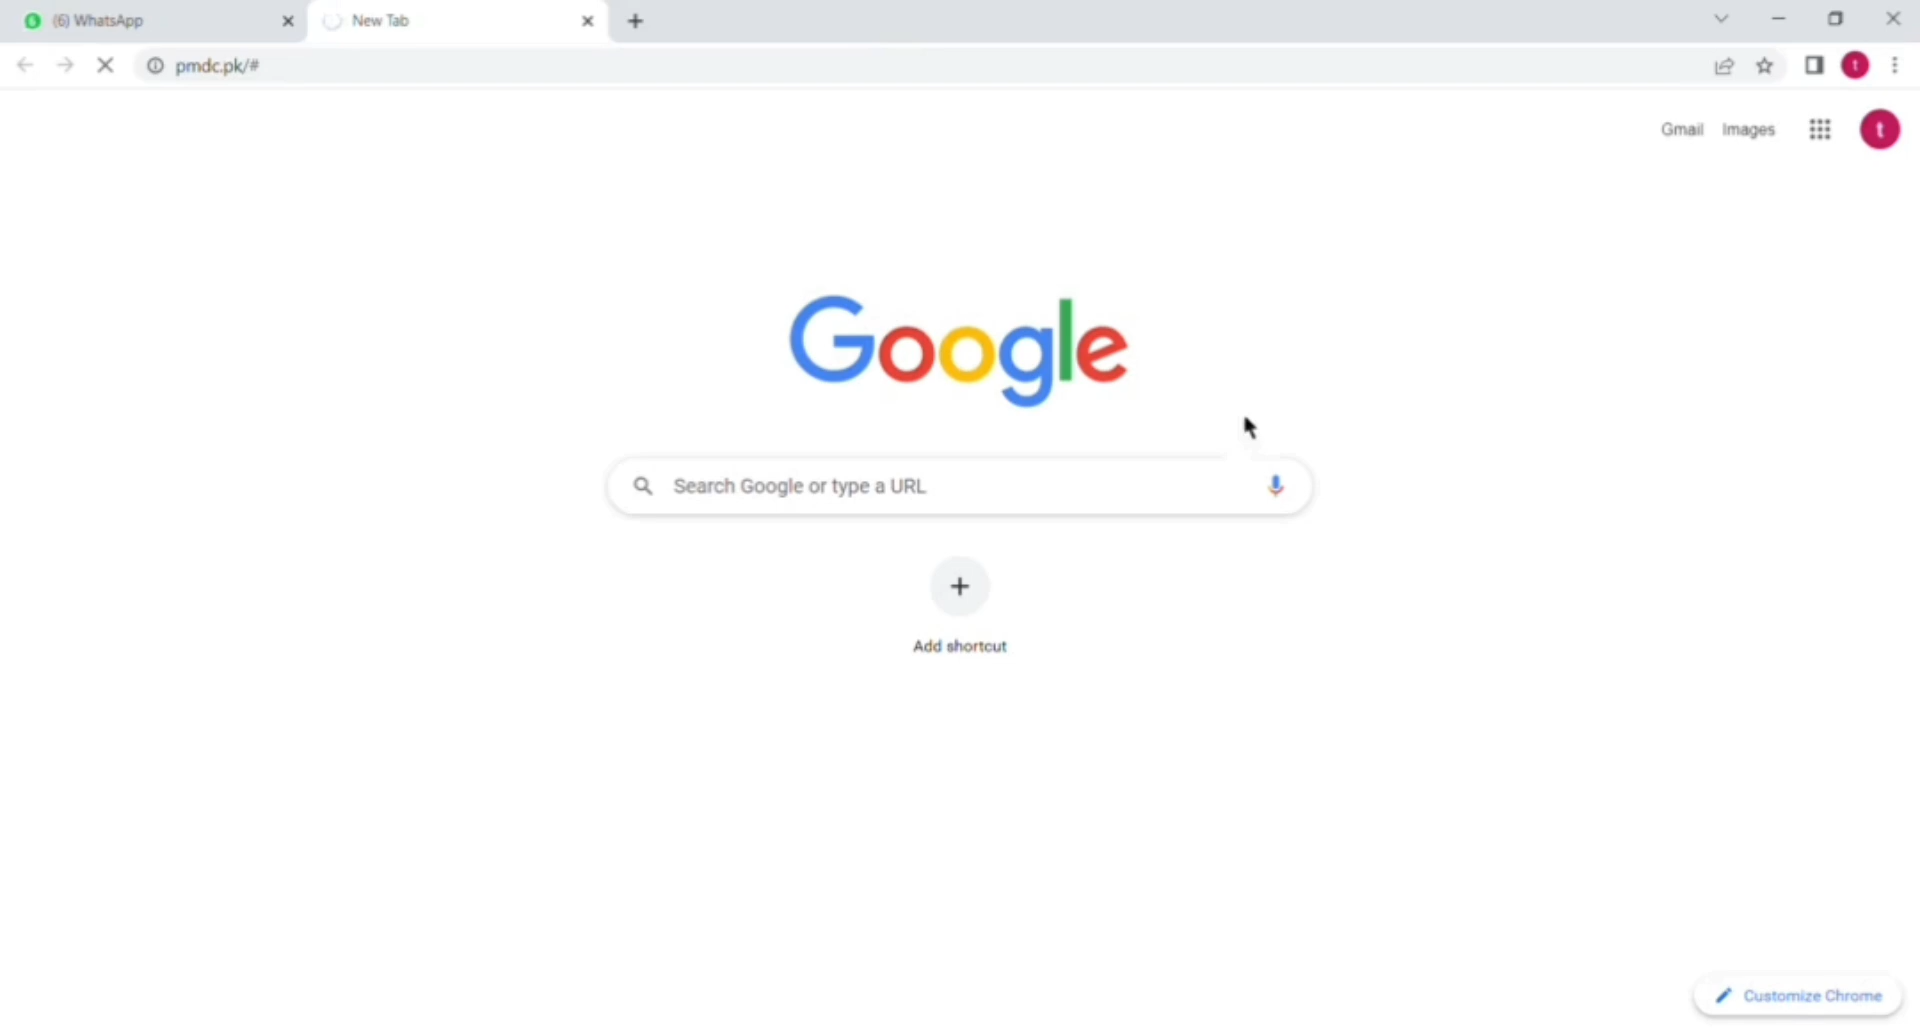 (6) WhatsApp
New Tab
pmdc.pk/#
t
Gmail Images
t
Google
Search Google or type a URL
Add shortcut
Customize Chrome